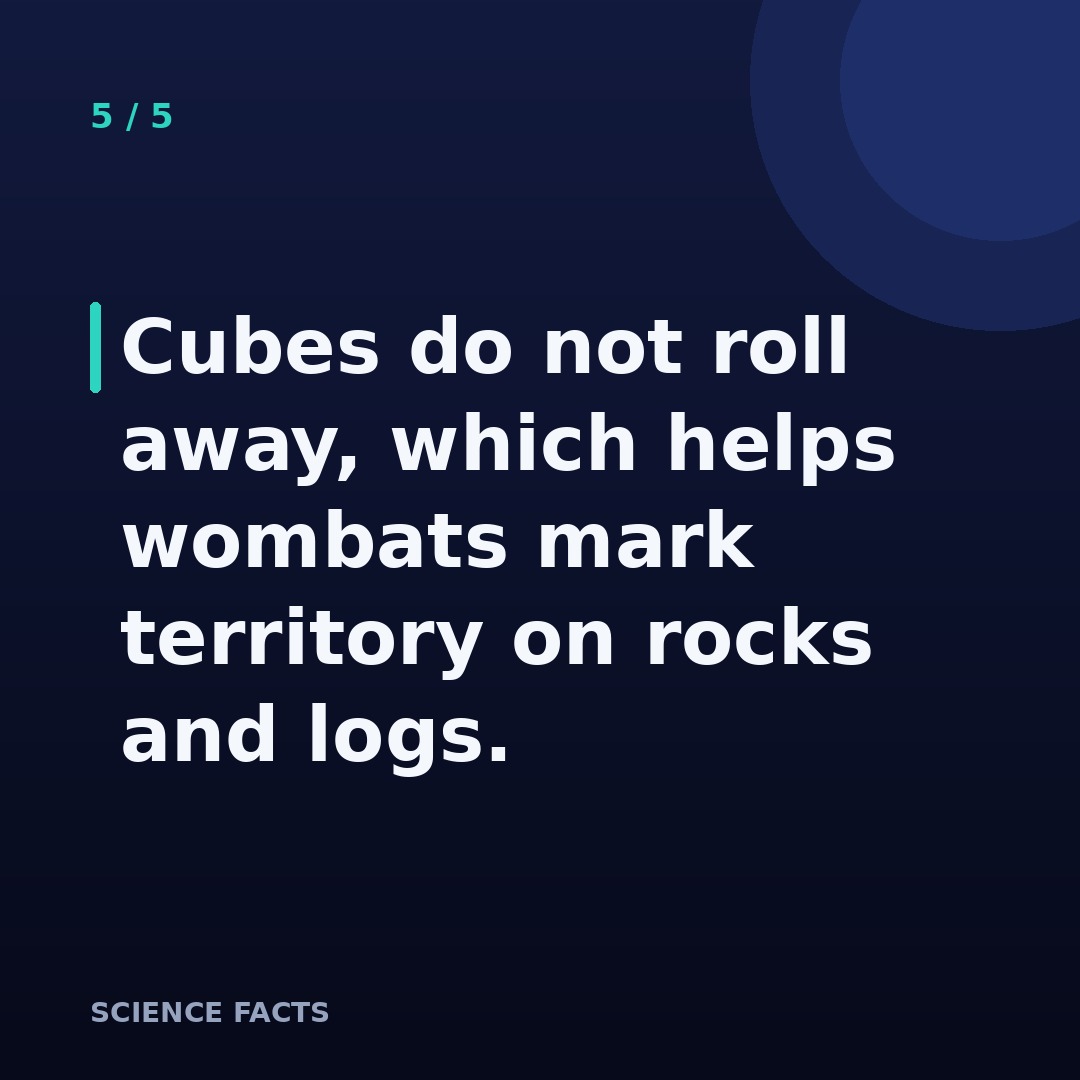 5 / 5
Cubes do not roll
away, which helps
wombats mark
territory on rocks
and logs.
SCIENCE FACTS